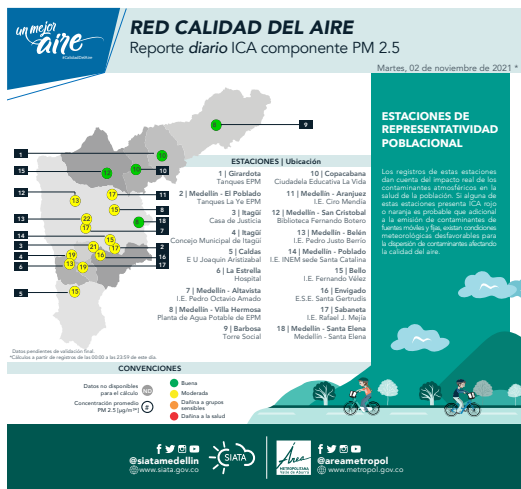 un mejor
aire
#CalidadDelAire
RED CALIDAD DEL AIRE
Reporte diario ICA componente PM 2.5
Martes, 02 de noviembre de 2021 *
ESTACIONES DE
REPRESENTATIVIDAD
POBLACIONAL
Los registros de estas estaciones
dan cuenta del impacto real de los
contaminantes atmosféricos en la
salud de la población. Si alguna de
estas estaciones presenta ICA rojo
o naranja es probable que adicional
a la emisión de contaminantes de
fuentes móviles y fijas, existan condiciones
meteorológicas desfavorables para
la dispersión de contaminantes afectando
la calidad del aire.
8
9
1
10
15
12
10
10
12
13
17
11
15
8
13
22
8
18
17
7
14
15
3
21
17
2
4
19
16
16
6
13
19
17
5
15
ESTACIONES | Ubicación
1 | Girardota
Tanques EPM
2 | Medellín - El Poblado
Tanques La Ye EPM
3 | Itagüí
Casa de Justicia
4 | Itagüí
Concejo Municipal de Itagüí
5 | Caldas
E U Joaquín Aristizabal
6 | La Estrella
Hospital
7 | Medellín - Altavista
I.E. Pedro Octavio Amado
8 | Medellín - Villa Hermosa
Planta de Agua Potable de EPM
9 | Barbosa
Torre Social
10 | Copacabana
Ciudadela Educativa La Vida
11 | Medellín - Aranjuez
I.E. Ciro Mendía
12 | Medellín - San Cristobal
Biblioteca Fernando Botero
13 | Medellín - Belén
I.E. Pedro Justo Berrio
14 | Medellín - Poblado
I.E. INEM sede Santa Catalina
15 | Bello
I.E. Fernando Vélez
16 | Envigado
E.S.E. Santa Gertrudis
17 | Sabaneta
I.E. Rafael J. Mejía
18 | Medellín - Santa Elena
Medellín - Santa Elena
Datos pendientes de validación final.
*Cálculos a partir de registros de las 00:00 a las 23:59 de este día.
CONVENCIONES
Datos no disponibles
para el cálculo
ND
Concentración promedio
PM 2.5 [µg/m³]
#
Buena
Moderada
Dañina a grupos
sensibles
Dañina a la salud
@siatamedellin
www.siata.gov.co
SIATA
Área
METROPOLITANA
Valle de Aburrá
@areametropol
www.metropol.gov.co